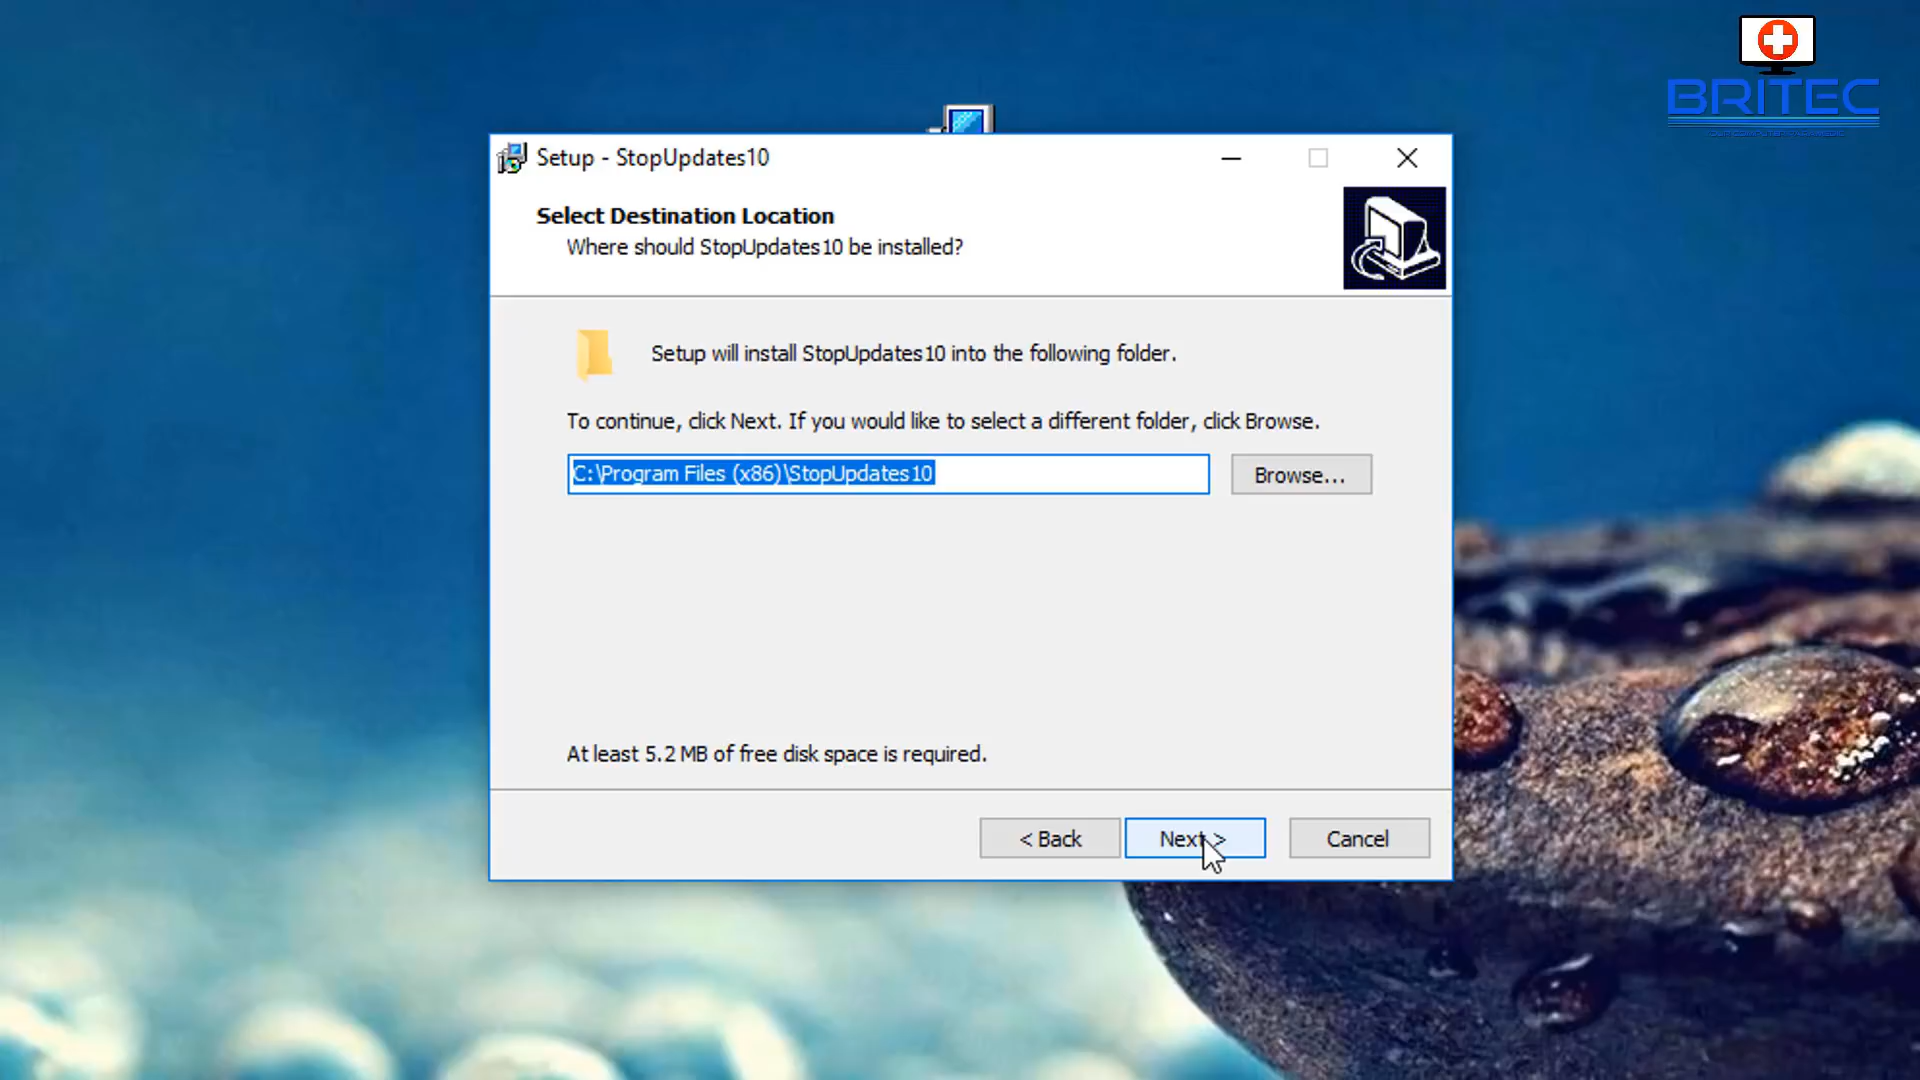 BRITEC
Setup - StopUpdates10
Select Destination Location
Where should StopUpdates10 be installed?
Setup will install StopUpdates10 into the following folder.
To continue, click Next. If you would like to select a different folder, click Browse.
C:\Program Files (x86)\StopUpdates10
Browse...
At least 5.2 MB of free disk space is required.
< Back
Next >
Cancel